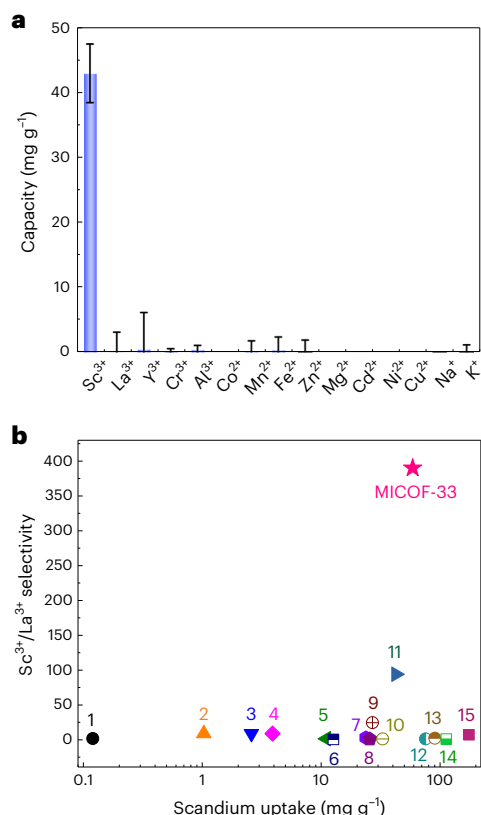 a
50
40
30
20
10
0
Capacity (mg g⁻¹)
Sc³⁺ La³⁺ Y³⁺ Cr³⁺ Al³⁺ Co²⁺ Mn²⁺ Fe²⁺ Zn²⁺ Mg²⁺ Cd²⁺ Ni²⁺ Cu²⁺ Na⁺ K⁺
b
400
350
300
250
200
150
100
50
0
Sc³⁺/La³⁺ selectivity
MICOF-33
11
9
1 2 3 4 5 7 10 13 15
6 8 12 14
0.1 1 10 100
Scandium uptake (mg g⁻¹)